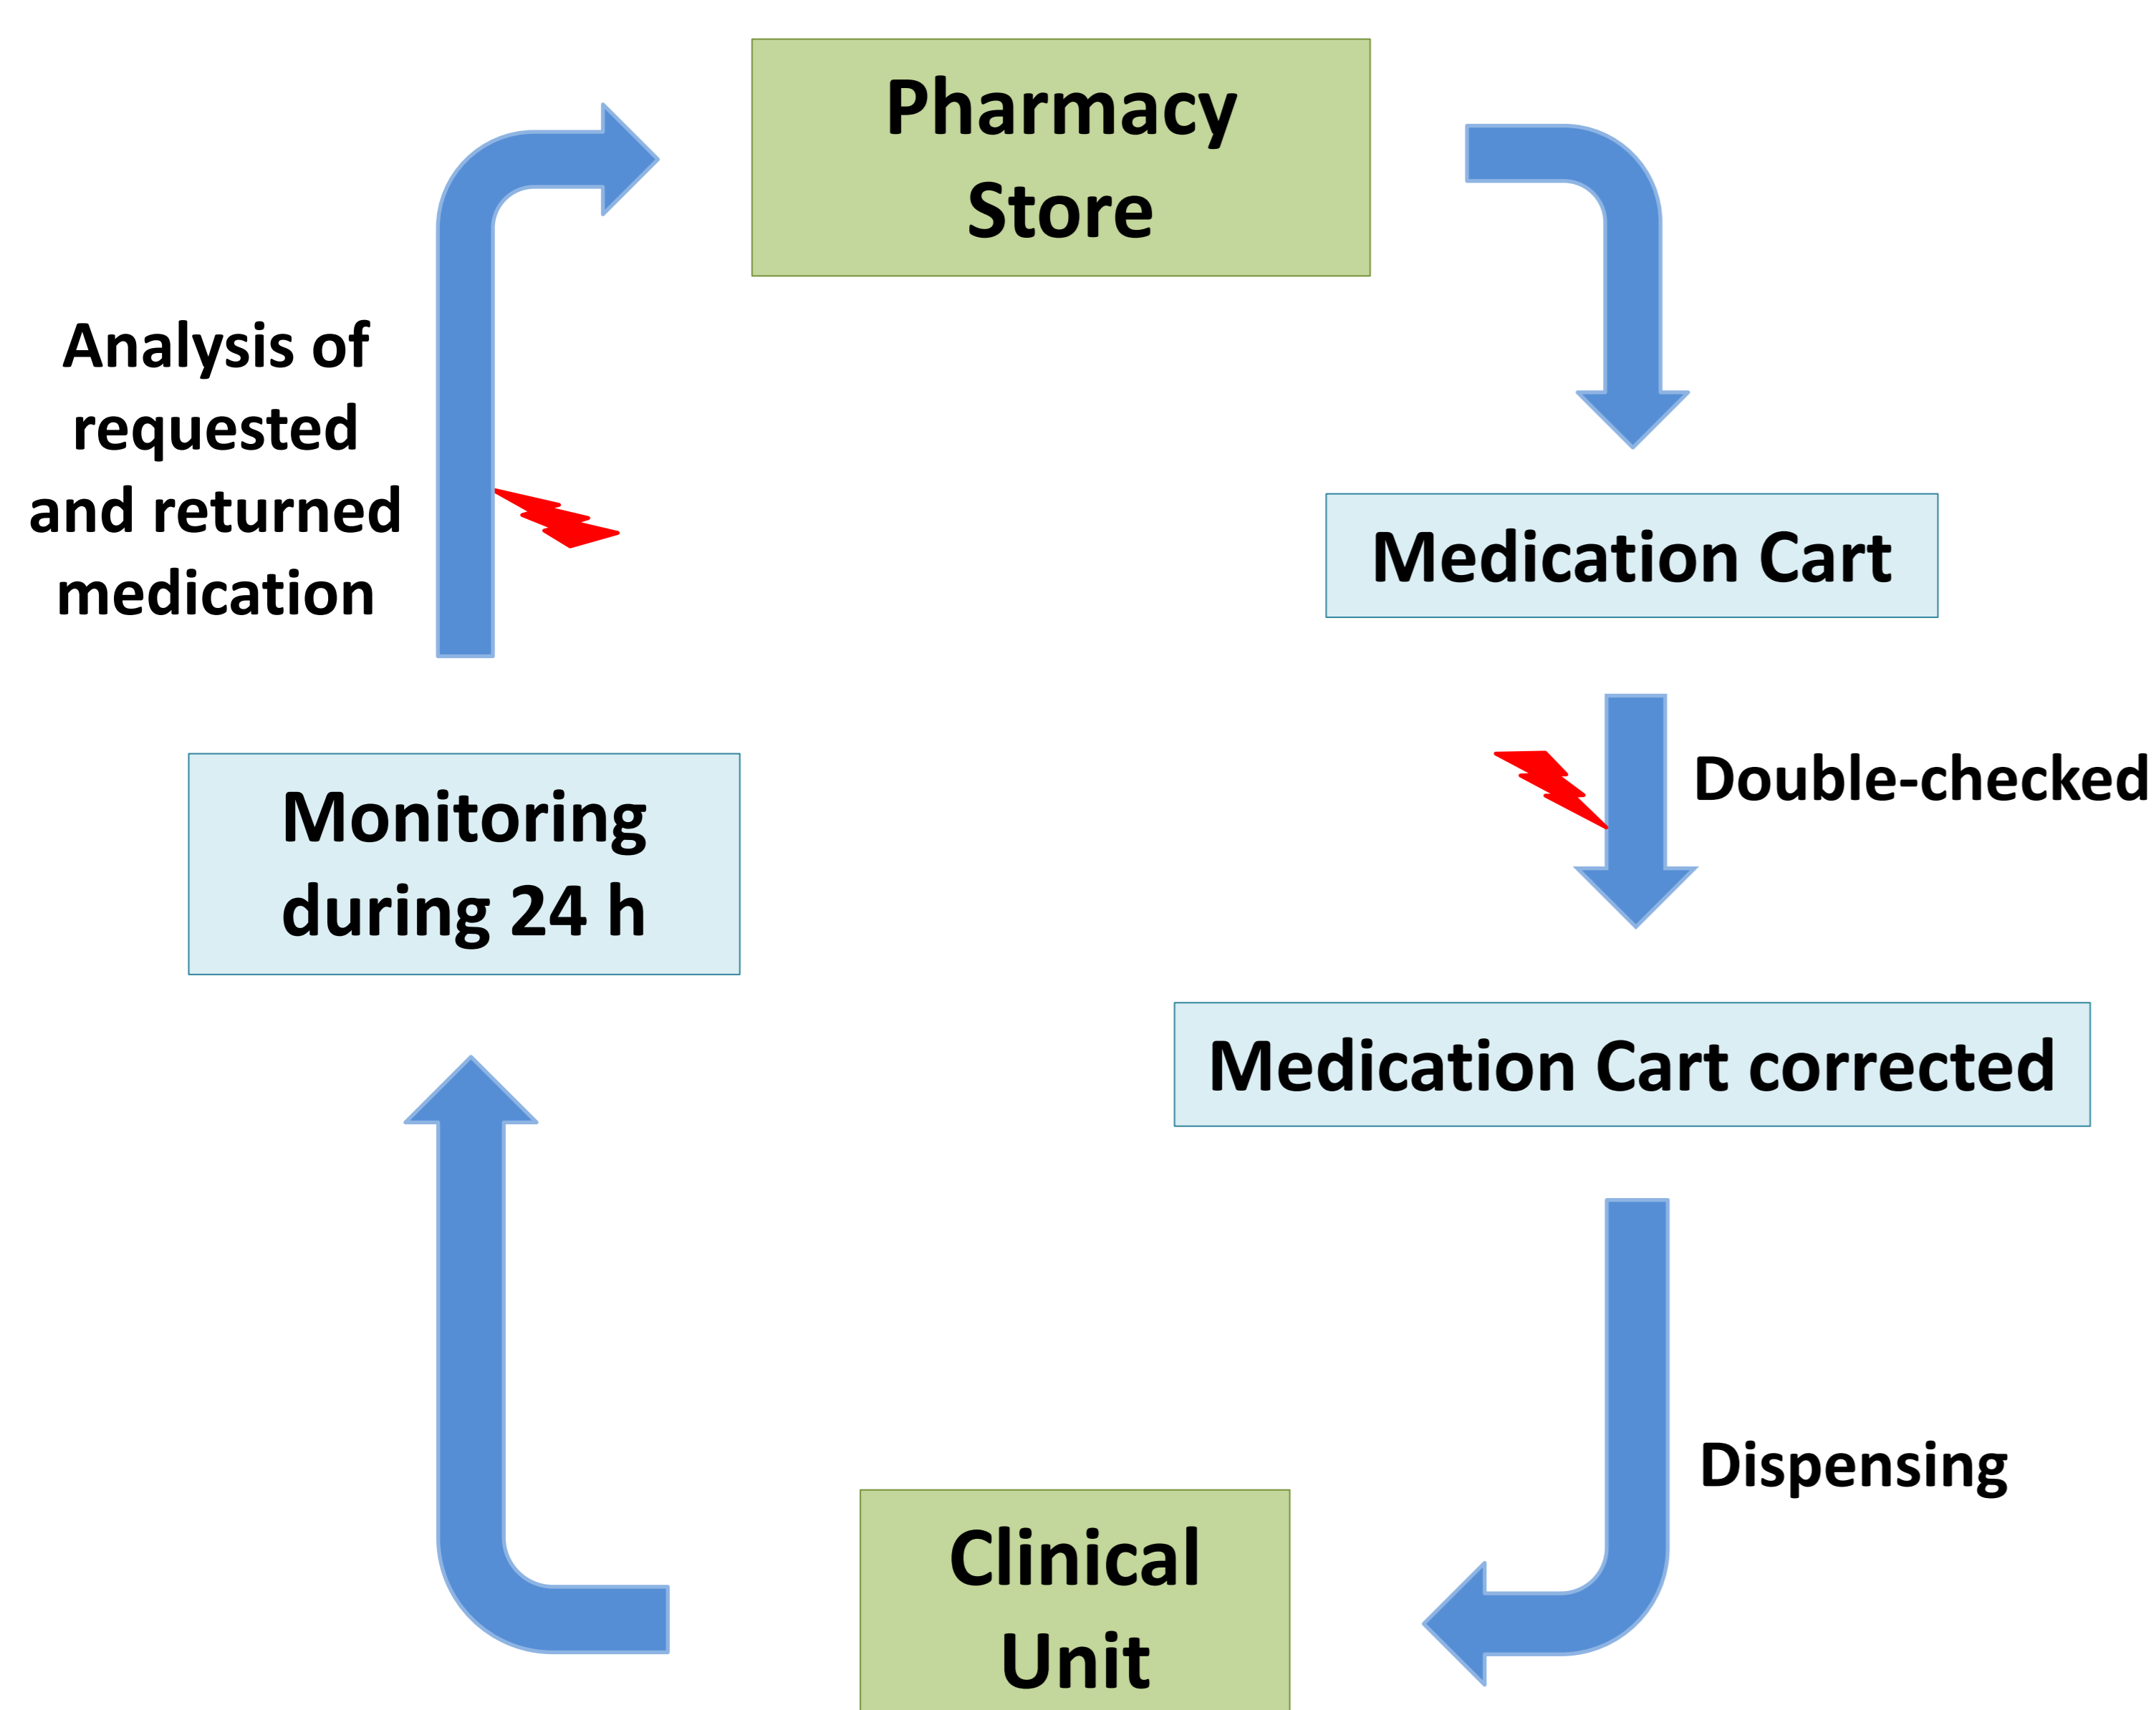 Pharmacy
Store
Analysis of
requested
and returned
medication
Medication Cart
Double-checked
Monitoring
during 24 h
Medication Cart corrected
Dispensing
Clinical
Unit